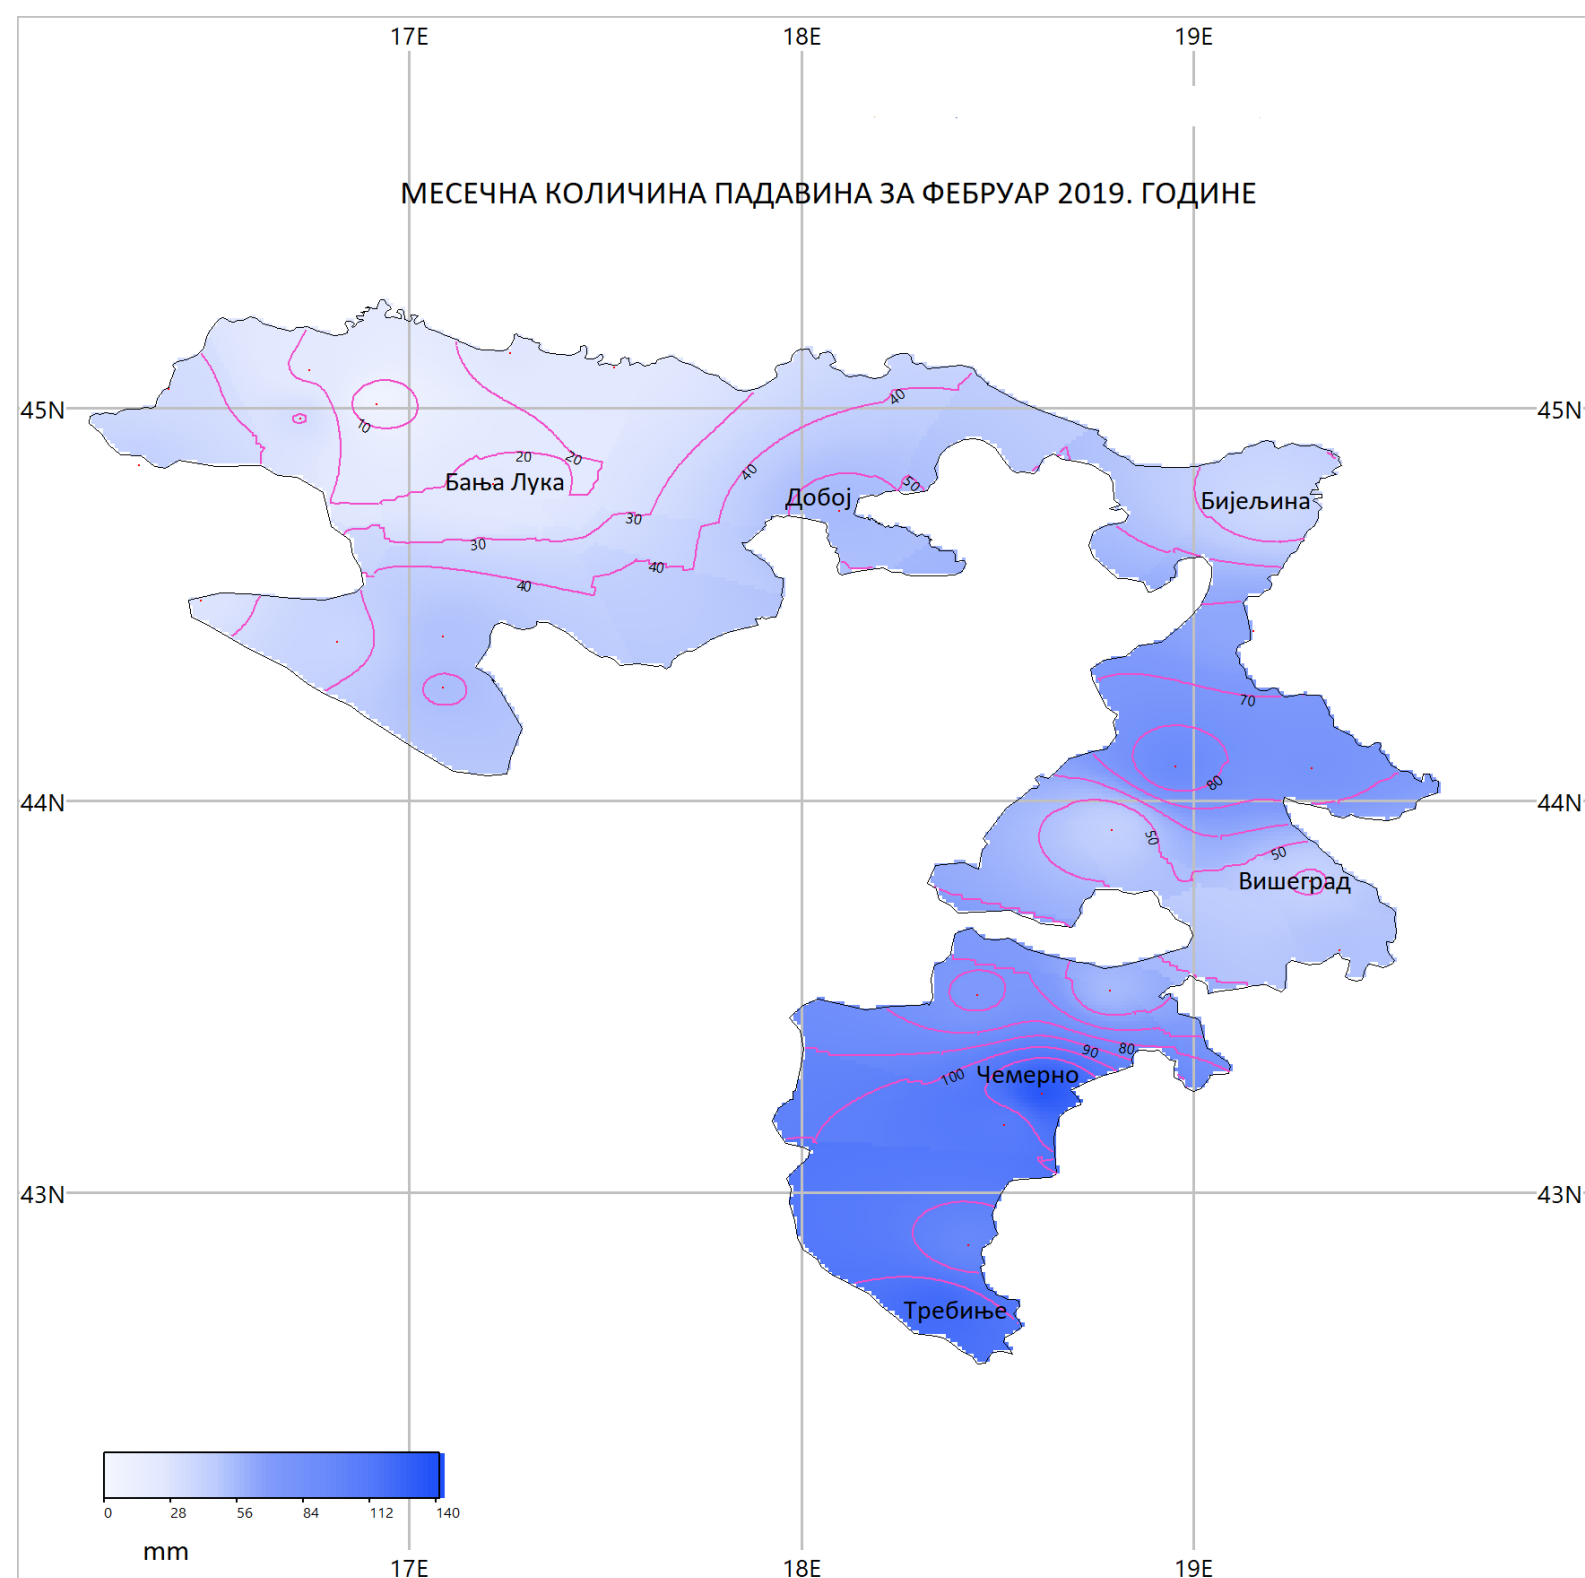 17E 18E 19E
МЕСЕЧНА КОЛИЧИНА ПАДАВИНА ЗА ФЕБРУАР 2019. ГОДИНЕ
40
45N 45N
10
20 20
40
Бања Лука
50
Добој
Бијељина
30
30
40
40
70
80
44N 44N
50
50
Вишеград
90 80
100
Чемерно
43N 43N
Требиње
0 28 56 84 112 140
mm
17E 18E 19E